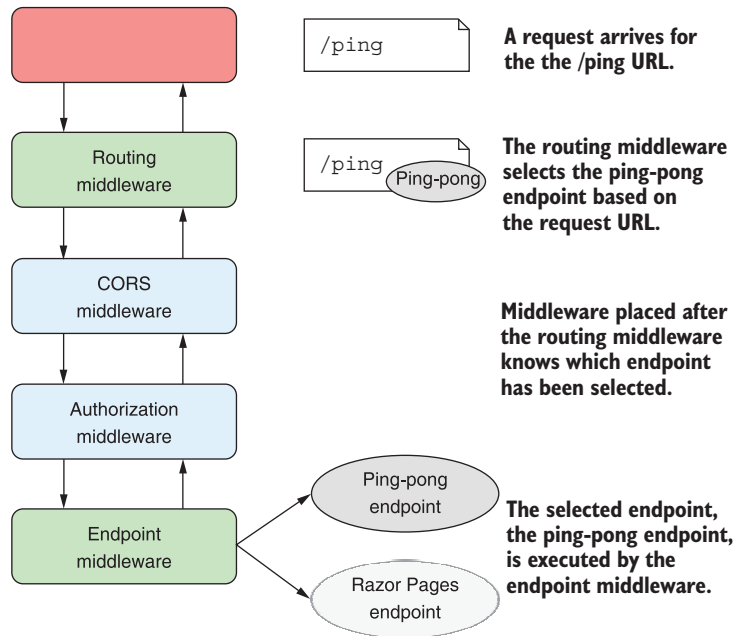 /ping
A request arrives for
the the /ping URL.
Routing
middleware
/ping
Ping-pong
The routing middleware
selects the ping-pong
endpoint based on
the request URL.
CORS
middleware
Middleware placed after
the routing middleware
knows which endpoint
has been selected.
Authorization
middleware
Ping-pong
endpoint
Endpoint
middleware
The selected endpoint,
the ping-pong endpoint,
is executed by the
endpoint middleware.
Razor Pages
endpoint